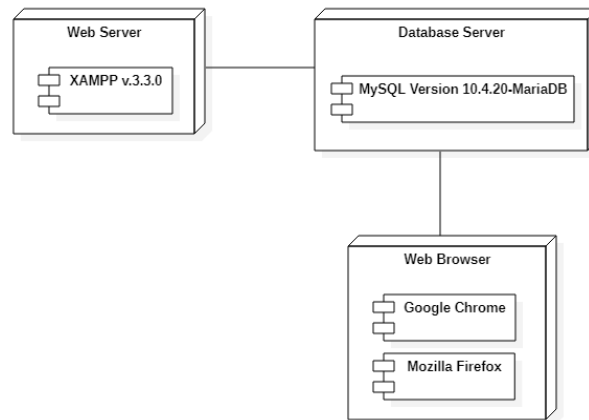 Web Server
XAMPP v.3.3.0
Database Server
MySQL Version 10.4.20-MariaDB
Web Browser
Google Chrome
Mozilla Firefox